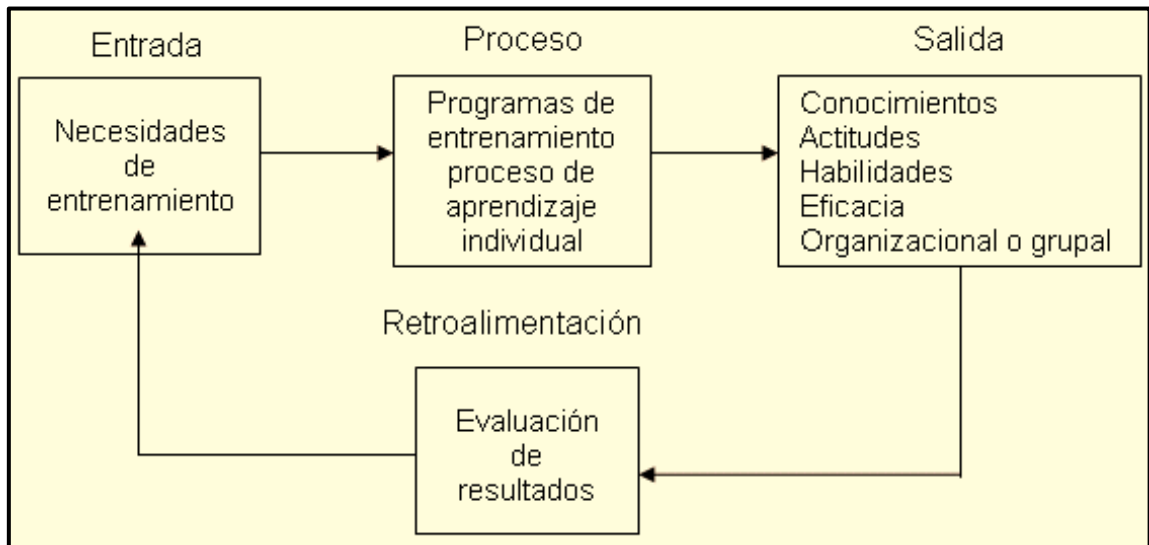 Entrada
Necesidades
de
entrenamiento
Proceso
Programas de
entrenamiento
proceso de
aprendizaje
individual
Salida
Conocimientos
Actitudes
Habilidades
Eficacia
Organizacional o grupal
Retroalimentación
Evaluación
de
resultados